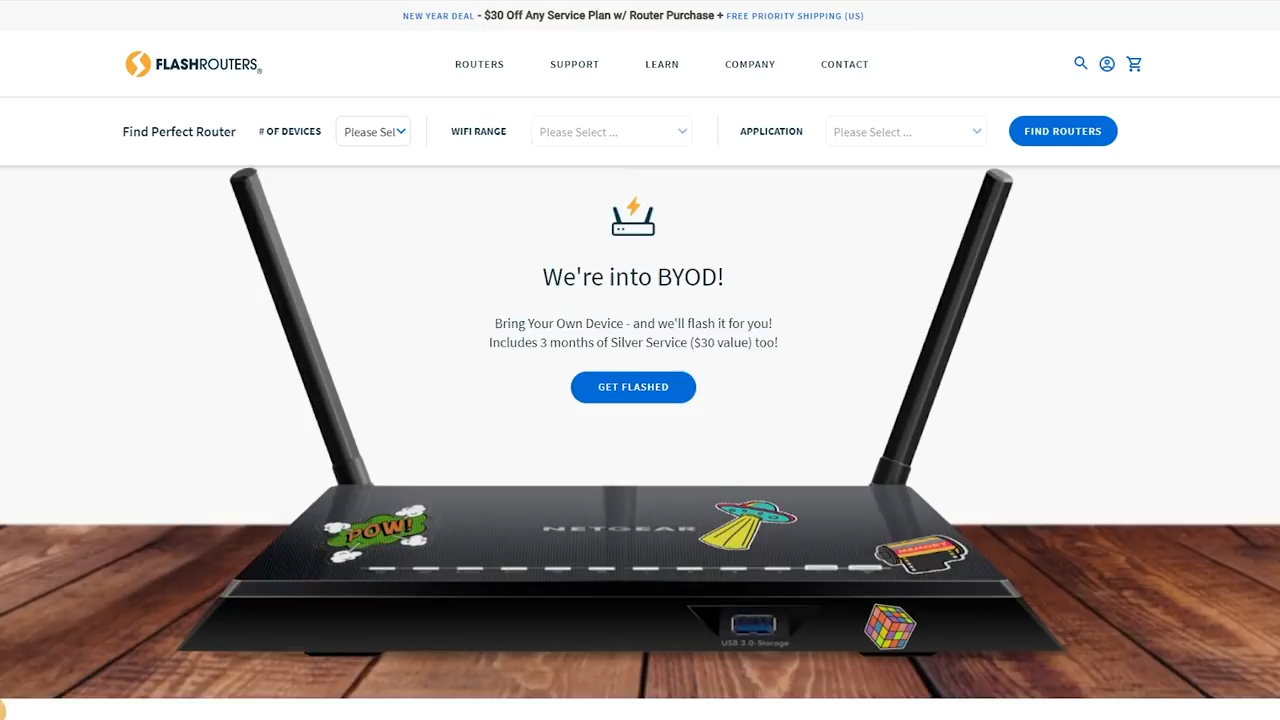 NEW YEAR DEAL - $30 Off Any Service Plan w/ Router Purchase + FREE PRIORITY SHIPPING (US)
FLASHROUTERS®
ROUTERS SUPPORT LEARN COMPANY CONTACT
Find Perfect Router # OF DEVICES Please Sel WIFI RANGE Please Select ... APPLICATION Please Select ... FIND ROUTERS
We're into BYOD!
Bring Your Own Device - and we'll flash it for you!
Includes 3 months of Silver Service ($30 value) too!
GET FLASHED
POW!
NETGEAR
MEMORY
USB 3.0-Storage